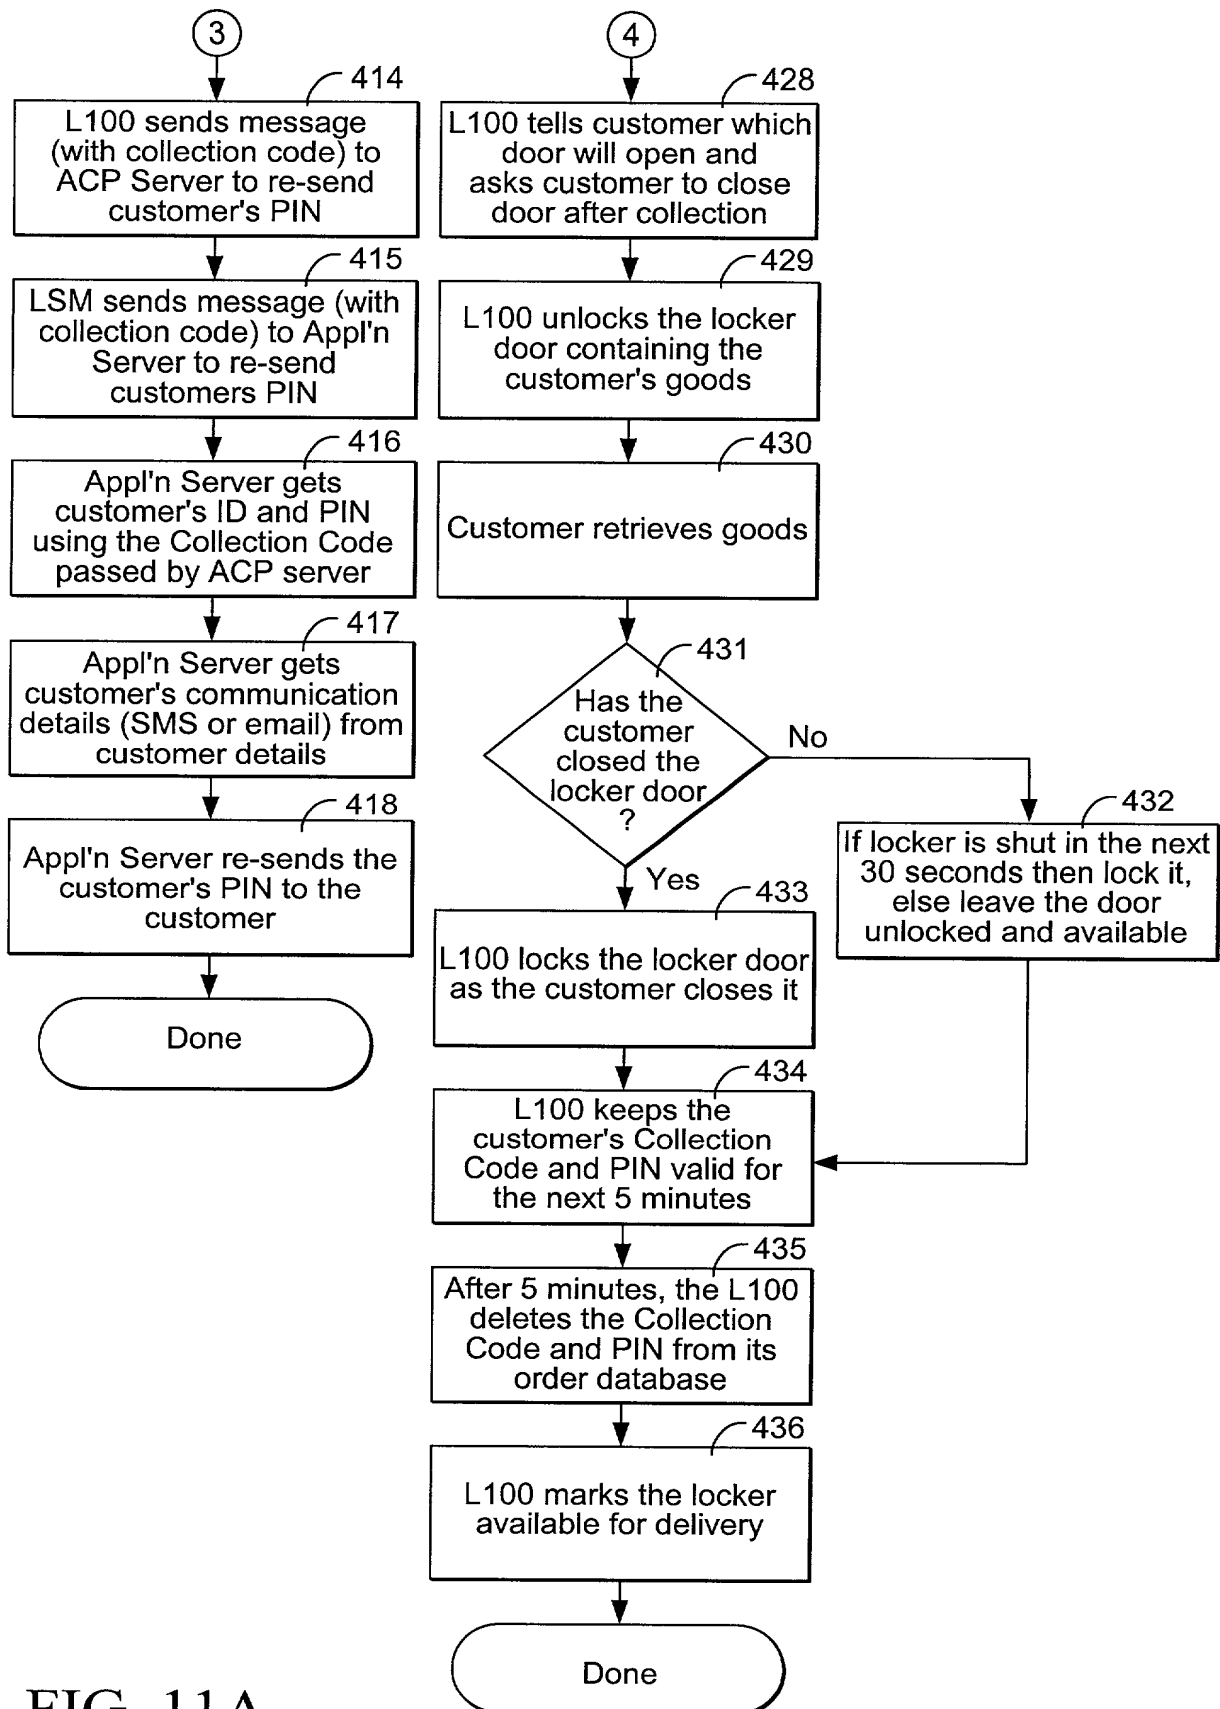 3
414
L100 sends message
(with collection code) to
ACP Server to re-send
customer's PIN
415
LSM sends message (with
collection code) to Appl'n
Server to re-send
customers PIN
416
Appl'n Server gets
customer's ID and PIN
using the Collection Code
passed by ACP server
417
Appl'n Server gets
customer's communication
details (SMS or email) from
customer details
418
Appl'n Server re-sends the
customer's PIN to the
customer
Done
4
428
L100 tells customer which
door will open and
asks customer to close
door after collection
429
L100 unlocks the locker
door containing the
customer's goods
430
Customer retrieves goods
431
Has the
customer
closed the
locker door
?
No
432
If locker is shut in the next
30 seconds then lock it,
else leave the door
unlocked and available
Yes
433
L100 locks the locker door
as the customer closes it
434
L100 keeps the
customer's Collection
Code and PIN valid for
the next 5 minutes
435
After 5 minutes, the L100
deletes the Collection
Code and PIN from its
order database
436
L100 marks the locker
available for delivery
Done
FIG. 11A